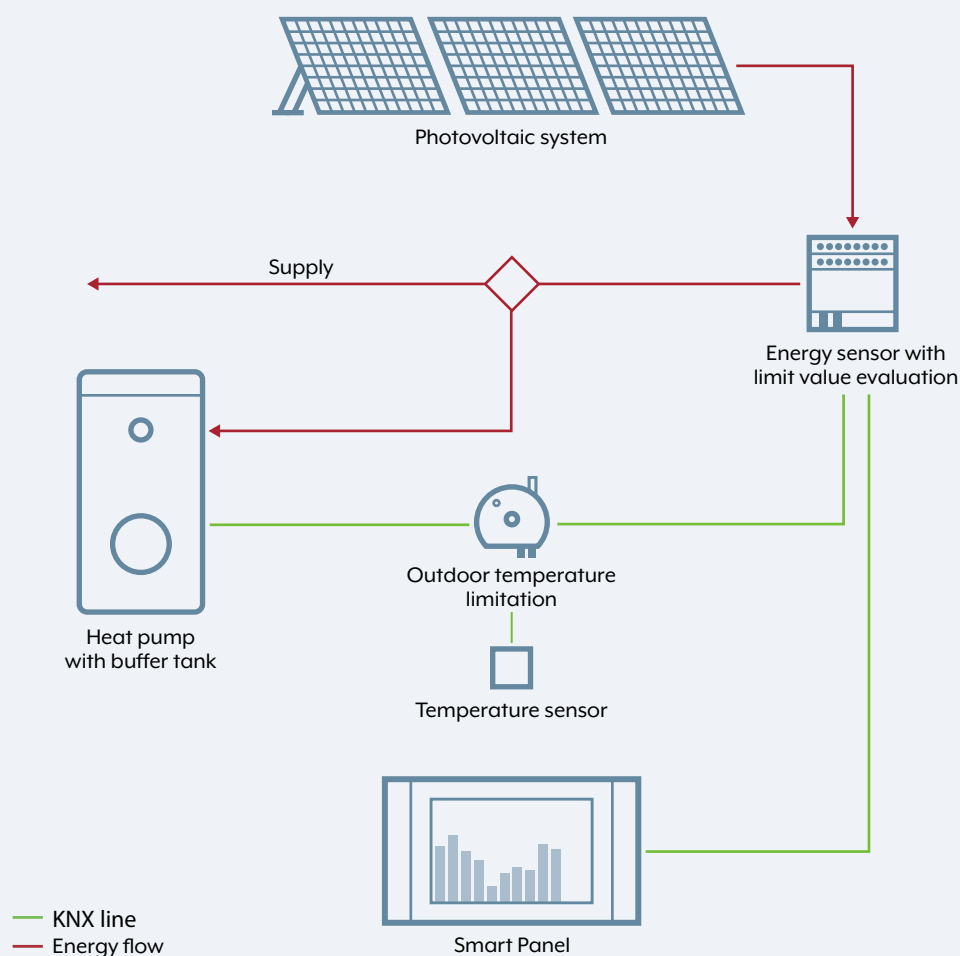 Photovoltaic system
Supply
Energy sensor with
limit value evaluation
Outdoor temperature
limitation
Heat pump
with buffer tank
Temperature sensor
KNX line
Energy flow
Smart Panel